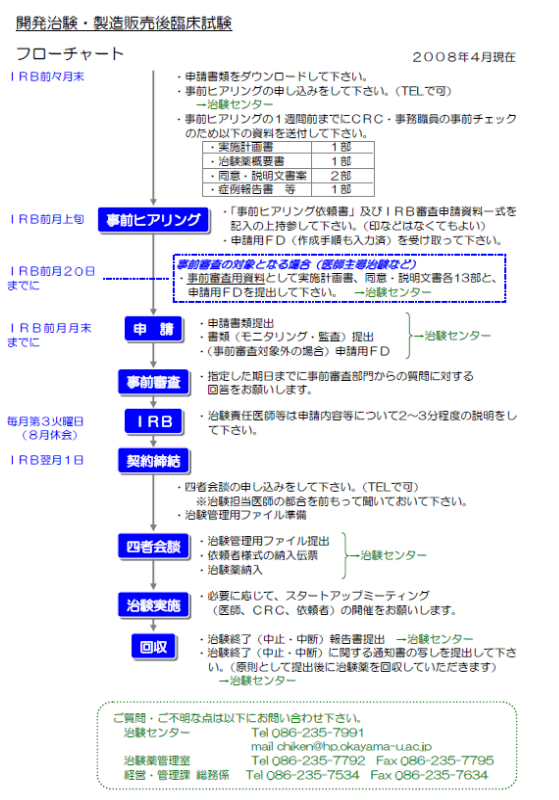 開発治験・製造販売後臨床試験
フローチャート
2008年4月現在
IRB前々月末
・申請書類をダウンロードして下さい。
・事前ヒアリングの申し込みをして下さい。(TELで可)
→治験センター
・事前ヒアリングの1週間前までにCRC・事務職員の事前チェック
のため以下の資料を送付して下さい。
・実施計画書 1部
・治験薬概要書 1部
・同意・説明文書案 2部
・症例報告書 等 1部
IRB前月上旬
事前ヒアリング
・「事前ヒアリング依頼書」及びIRB審査申請資料一式を
記入の上持参して下さい。(印などはなくてもよい)
・申請用FD(作成手順も入力済)を受け取って下さい。
IRB前月20日
までに
事前審査の対象となる場合(医師主導治験など)
・事前審査用資料として実施計画書、同意・説明文書各13部と、
申請用FDを提出して下さい。 →治験センター
IRB前月月末
までに
申 請
・申請書類提出
・書類(モニタリング・監査)提出
・(事前審査対象外の場合)申請用FD
→治験センター
事前審査
・指定した期日までに事前審査部門からの質問に対する
回答をお願いします。
毎月第3火曜日
(8月休会)
IRB
・治験責任医師等は申請内容等について2〜3分程度の説明をし
て下さい。
IRB翌月1日
契約締結
・四者会談の申し込みをして下さい。(TELで可)
※治験担当医師の都合を前もって聞いておいて下さい。
・治験管理用ファイル準備
四者会談
・治験管理用ファイル提出
・依頼者様式の納入伝票
・治験薬納入
→治験センター
治験実施
・必要に応じて、スタートアップミーティング
(医師、CRC、依頼者)の開催をお願いします。
回収
・治験終了(中止・中断)報告書提出 →治験センター
・治験終了(中止・中断)に関する通知書の写しを提出して下さ
い。(原則として提出後に治験薬を回収していただきます)
→治験センター
ご質問・ご不明な点は以下にお問い合わせ下さい。
治験センター Tel 086-235-7991
mail chiken@hp.okayama-u.ac.jp
治験薬管理室 Tel 086-235-7792 Fax 086-235-7795
経営・管理課 総務係 Tel 086-235-7534 Fax 086-235-7634